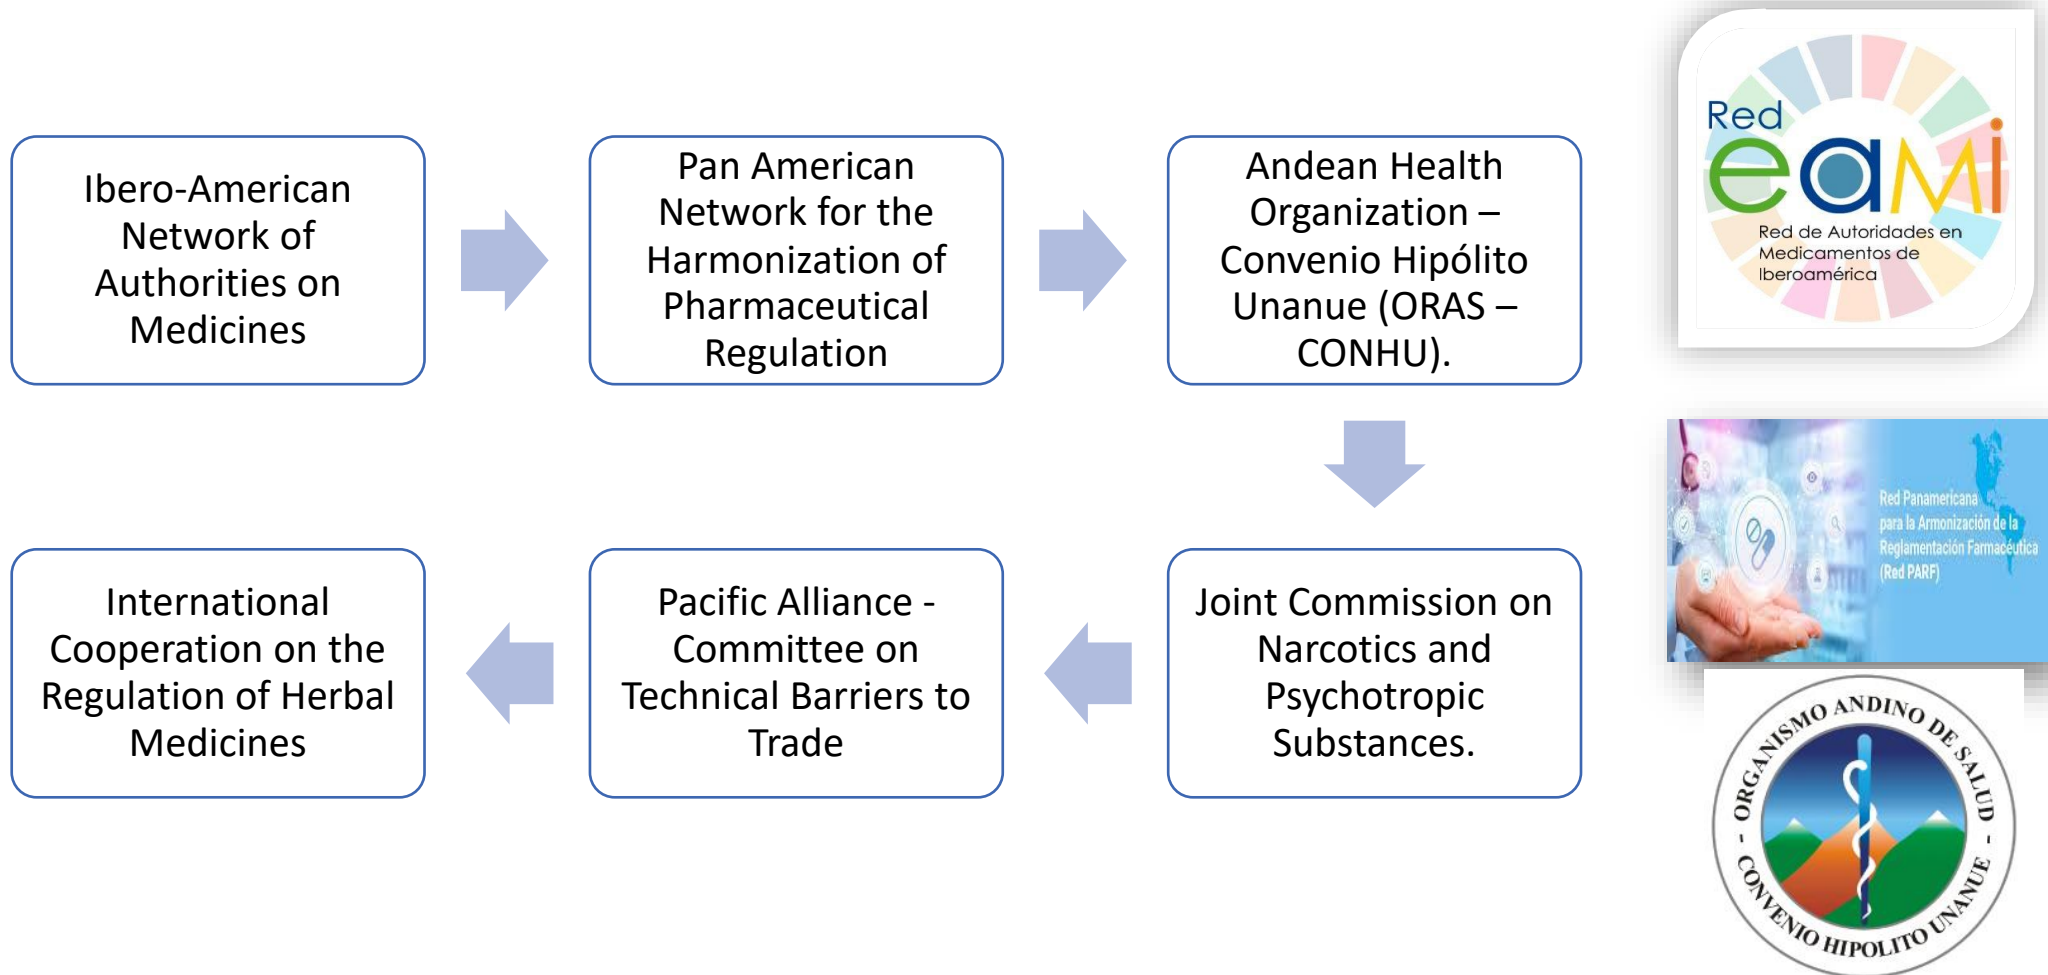 Ibero-American
Network of
Authorities on
Medicines
Pan American
Network for the
Harmonization of
Pharmaceutical
Regulation
Andean Health
Organization –
Convenio Hipólito
Unanue (ORAS –
CONHU).
Joint Commission on
Narcotics and
Psychotropic
Substances.
Pacific Alliance -
Committee on
Technical Barriers to
Trade
International
Cooperation on the
Regulation of Herbal
Medicines
Red
eami
Red de Autoridades en
Medicamentos de
Iberoamérica
Red Panamericana
para la Armonización de la
Reglamentación Farmacéutica
(Red PARF)
ORGANISMO ANDINO DE SALUD -
- CONVENIO HIPOLITO UNANUE